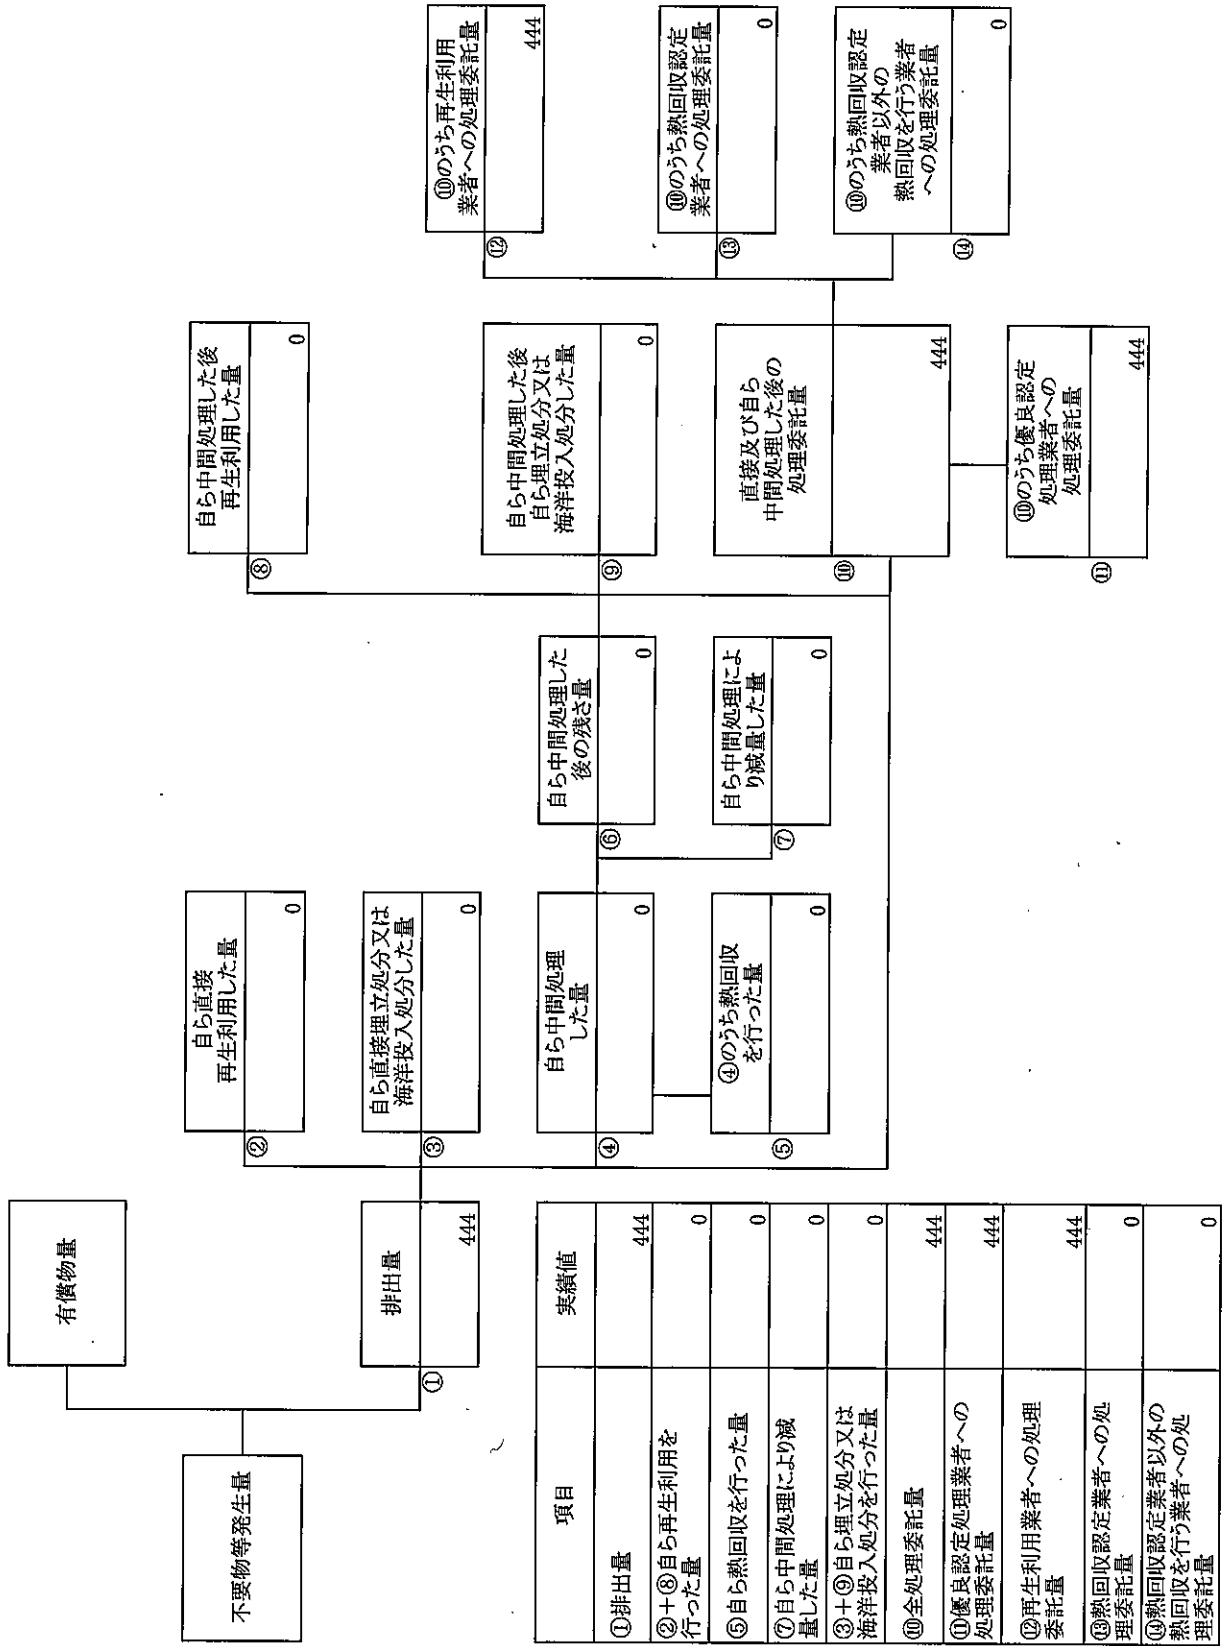 不要物等発生量
有償物量
排出量
①
444
自ら直接
再生利用した量
②
0
自ら直接埋立処分又は
海洋投入処分した量
③
0
自ら中間処理
した量
④
0
④のうち熱回収
を行った量
⑤
0
自ら中間処理した
後の残さ量
⑥
0
自ら中間処理によ
り減量した量
⑦
0
自ら中間処理した後
再生利用した量
⑧
0
自ら中間処理した後
自ら埋立処分又は
海洋投入処分した量
⑨
0
直接及び自ら
中間処理した後の
処理委託量
⑩
444
⑩のうち優良認定
処理業者への
処理委託量
⑪
444
⑩のうち再生利用
業者への処理委託量
⑫
444
⑩のうち熱回収認定
業者への処理委託量
⑬
0
⑩のうち熱回収認定
業者以外の
熱回収を行う業者
への処理委託量
⑭
0
項目 実績値
①排出量 444
②+⑧自ら再生利用を
行った量 0
⑤自ら熱回収を行った量 0
⑦自ら中間処理により減
量した量 0
③+⑨自ら埋立処分又は
海洋投入処分を行った量 0
⑩全処理委託量 444
⑪優良認定処理業者への
処理委託量 444
⑫再生利用業者への処理
委託量 444
⑬熱回収認定業者への処
理委託量 0
⑭熱回収認定業者以外の
熱回収を行う業者への処
理委託量 0